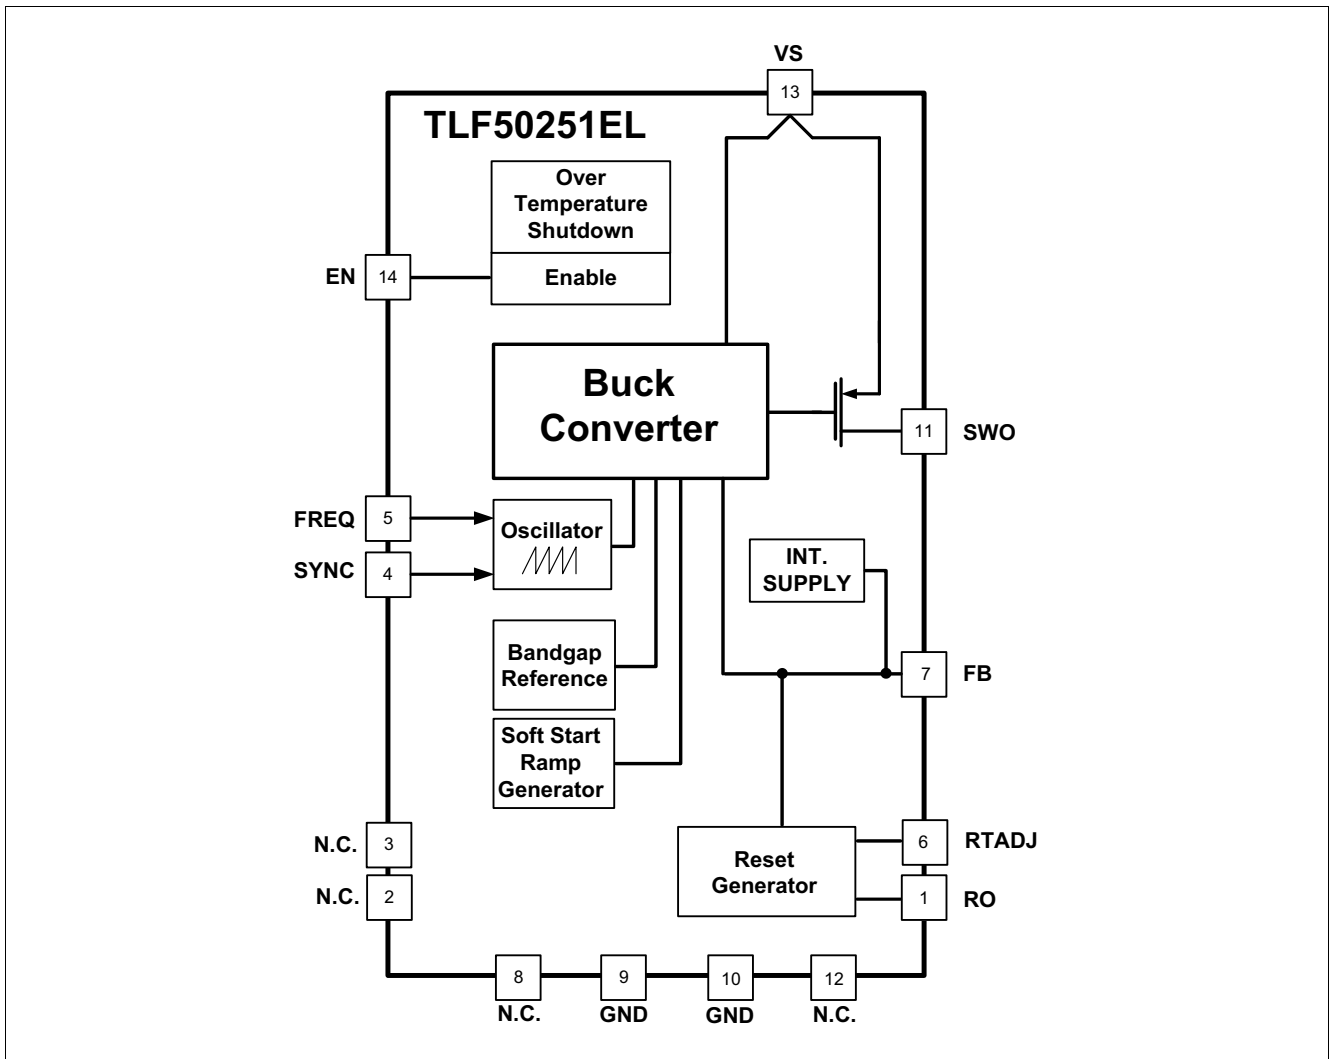 VS
13
TLF50251EL
Over
Temperature
Shutdown
EN
14
Enable
Buck
Converter
11
SWO
FREQ
5
Oscillator
SYNC
4
INT.
SUPPLY
Bandgap
Reference
7
FB
Soft Start
Ramp
Generator
N.C.
3
6
RTADJ
Reset
Generator
N.C.
2
1
RO
8
9
10
12
N.C.
GND
GND
N.C.